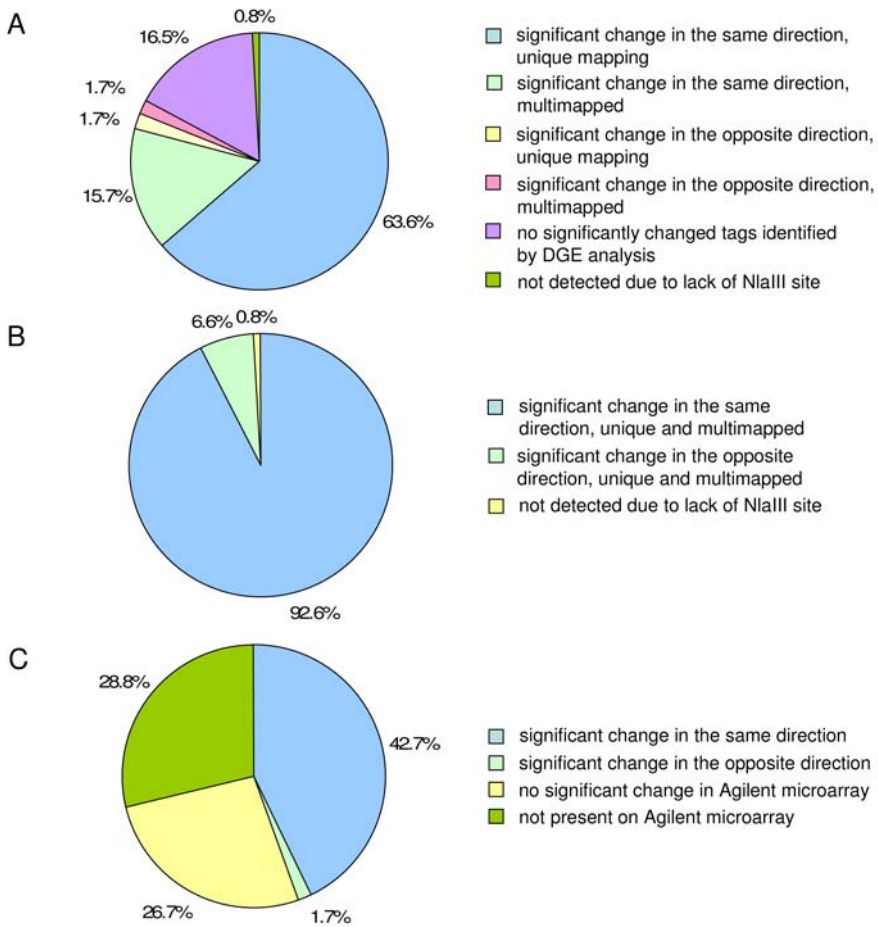 A
0.8%
16.5%
1.7%
1.7%
15.7%
63.6%
significant change in the same direction,
unique mapping
significant change in the same direction,
multimapped
significant change in the opposite direction,
unique mapping
significant change in the opposite direction,
multimapped
no significantly changed tags identified
by DGE analysis
not detected due to lack of NlaIII site
B
6.6%
0.8%
92.6%
significant change in the same
direction, unique and multimapped
significant change in the opposite
direction, unique and multimapped
not detected due to lack of NlaIII site
C
28.8%
42.7%
26.7%
1.7%
significant change in the same direction
significant change in the opposite direction
no significant change in Agilent microarray
not present on Agilent microarray